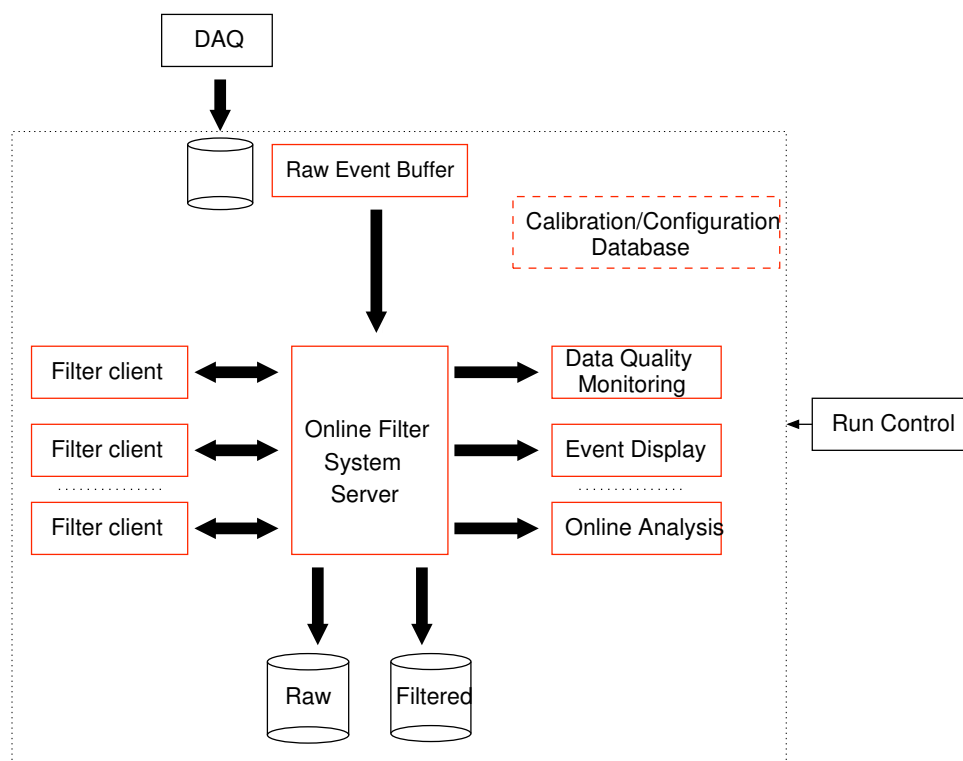 DAQ
Raw Event Buffer
Calibration/Configuration
Database
Filter client
Filter client
Filter client
Online Filter
System
Server
Data Quality
Monitoring
Event Display
Online Analysis
Run Control
Raw
Filtered